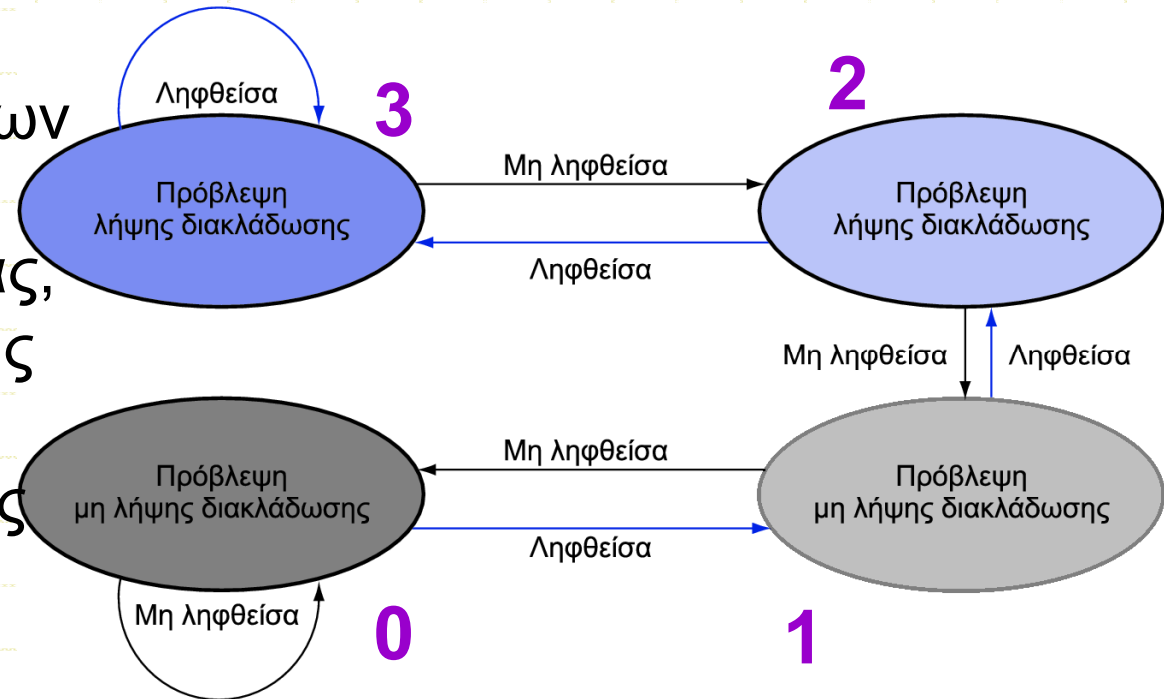 Ληφθείσα
3
2
ων
Πρόβλεψη
λήψης διακλάδωσης
Μη ληφθείσα
Πρόβλεψη
λήψης διακλάδωσης
Ληφθείσα
ς,
ς
Μη ληφθείσα
Ληφθείσα
Πρόβλεψη
μη λήψης διακλάδωσης
Μη ληφθείσα
Πρόβλεψη
μη λήψης διακλάδωσης
ς
Ληφθείσα
Μη ληφθείσα
0
1